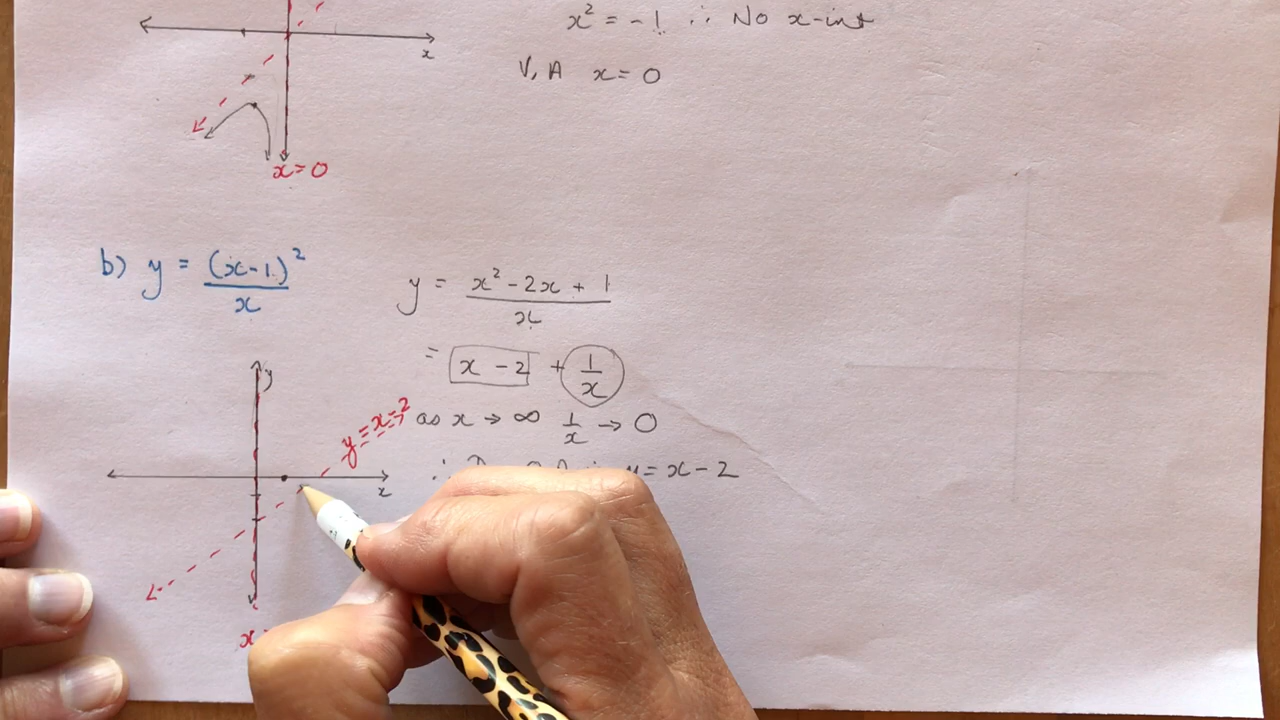 x² = -1 ∴ No x-int
x
V, A x = 0
x = 0
b) y = (x-1)²/x
y = (x² - 2x + 1)/x
= x - 2 + 1/x
y
y = x - 2
as x → ∞ 1/x → 0
x
∴ y = x - 2
x